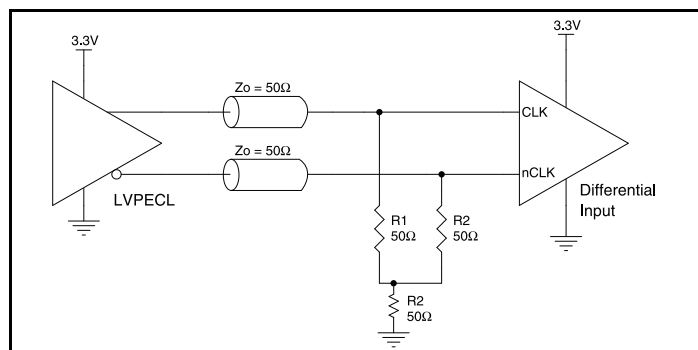 3.3V
3.3V
Zo = 50Ω
CLK
Zo = 50Ω
nCLK
LVPECL
Differential
Input
R1
50Ω
R2
50Ω
R2
50Ω